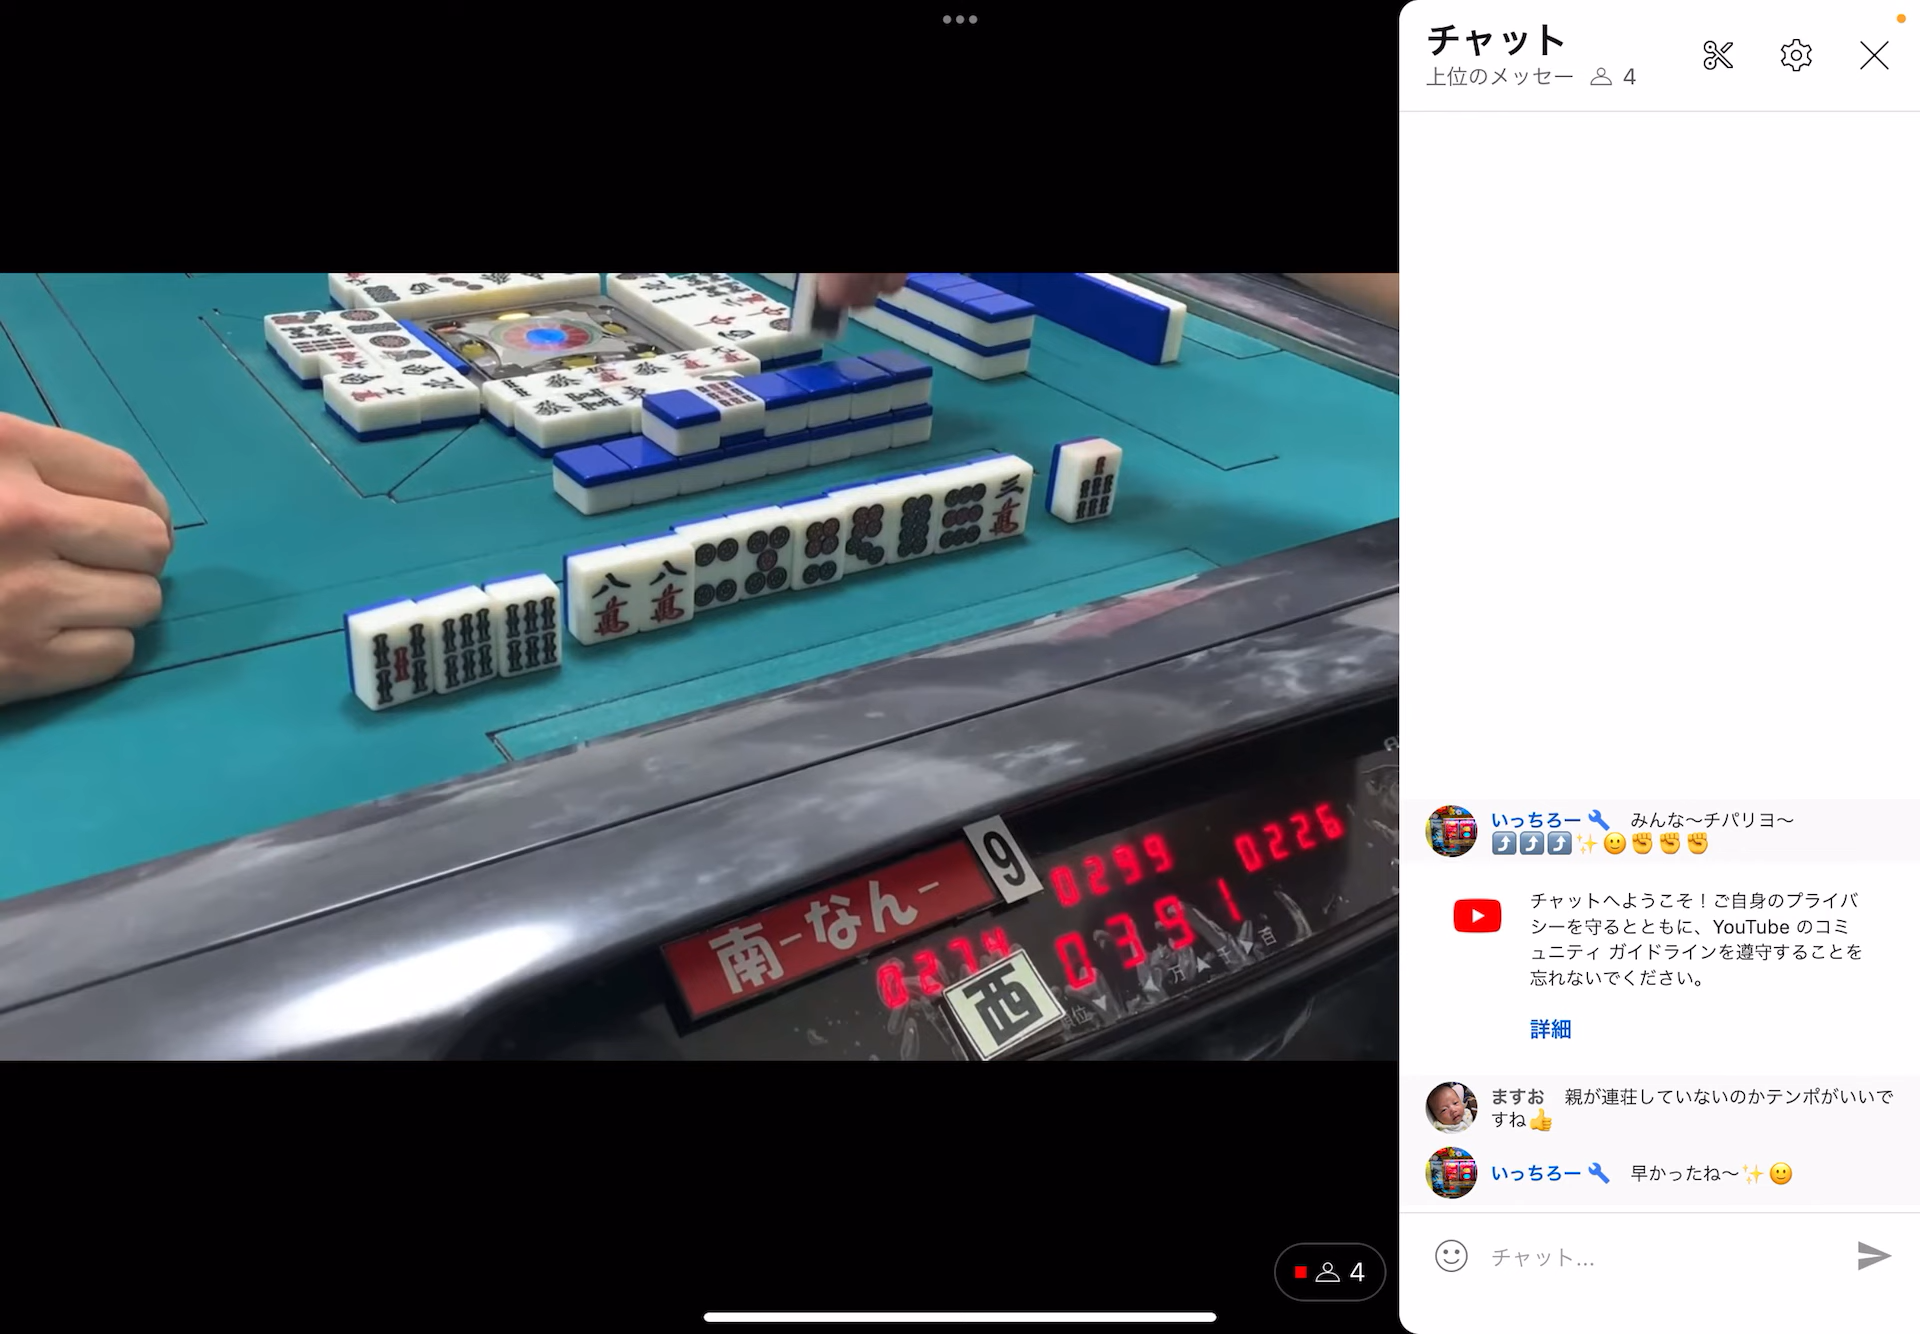 チャット
上位のメッセー 4
いっちろー みんな〜チパリヨ〜
⤴️⤴️⤴️✨🙂✊✊✊
チャットへようこそ！ご自身のプライバ
シーを守るとともに、YouTube のコミ
ュニティ ガイドラインを遵守することを
忘れないでください。
詳細
ますお 親が連荘していないのかテンポがいいで
すね👍
いっちろー 早かったね〜✨🙂
チャット...
4
八 八 三
萬 萬 萬
南-なん-
9
0299 0226
0391
西
万 千 百